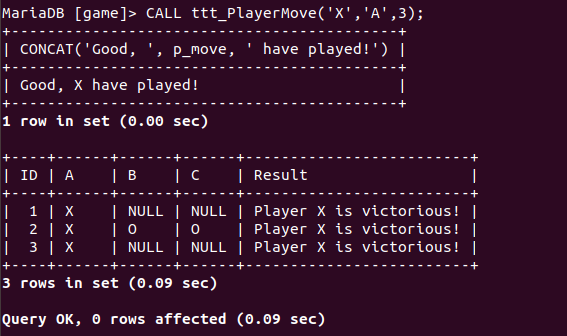 MariaDB [game]> CALL ttt_PlayerMove('X','A',3);
+-----------------------------------------+
| CONCAT('Good, ', p_move, ' have played!') |
+-----------------------------------------+
| Good, X have played!                      |
+-----------------------------------------+
1 row in set (0.00 sec)

+----+------+------+------+-------------------------+
| ID | A    | B    | C    | Result                  |
+----+------+------+------+-------------------------+
|  1 | X    | NULL | NULL | Player X is victorious! |
|  2 | X    | O    | O    | Player X is victorious! |
|  3 | X    | NULL | NULL | Player X is victorious! |
+----+------+------+------+-------------------------+
3 rows in set (0.09 sec)

Query OK, 0 rows affected (0.09 sec)